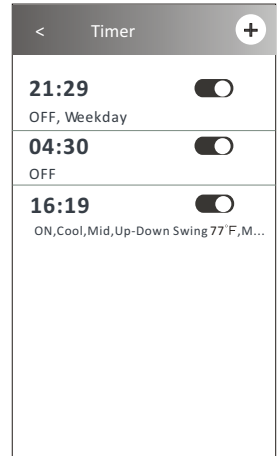 < Timer +
21:29
OFF, Weekday
04:30
OFF
16:19
ON,Cool,Mid,Up-Down Swing 77°F,M...